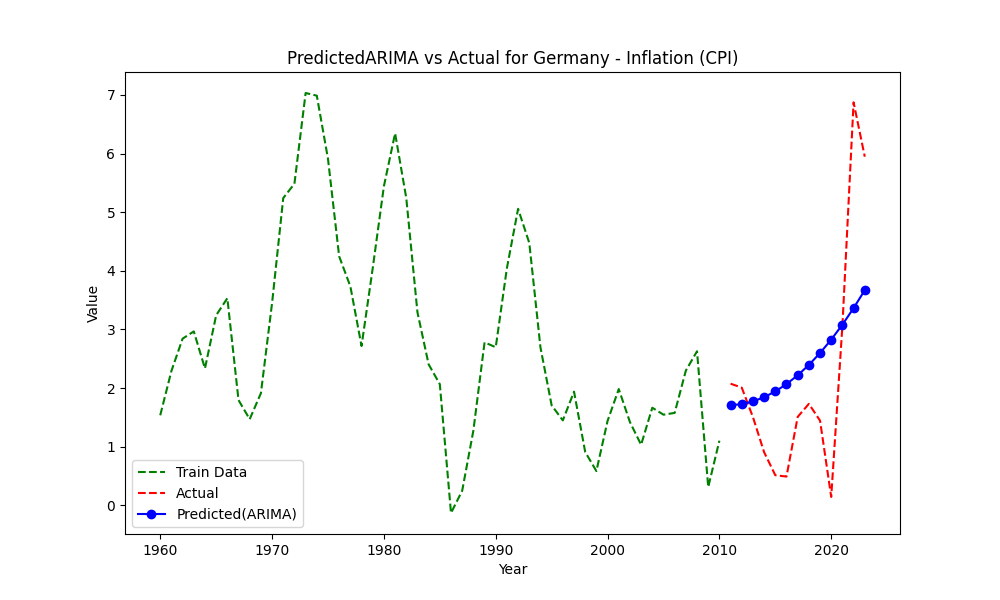 PredictedARIMA vs Actual for Germany - Inflation (CPI)
7
6
5
4
3
2
1
0
Value
Train Data
Actual
Predicted(ARIMA)
1960 1970 1980 1990 2000 2010 2020
Year